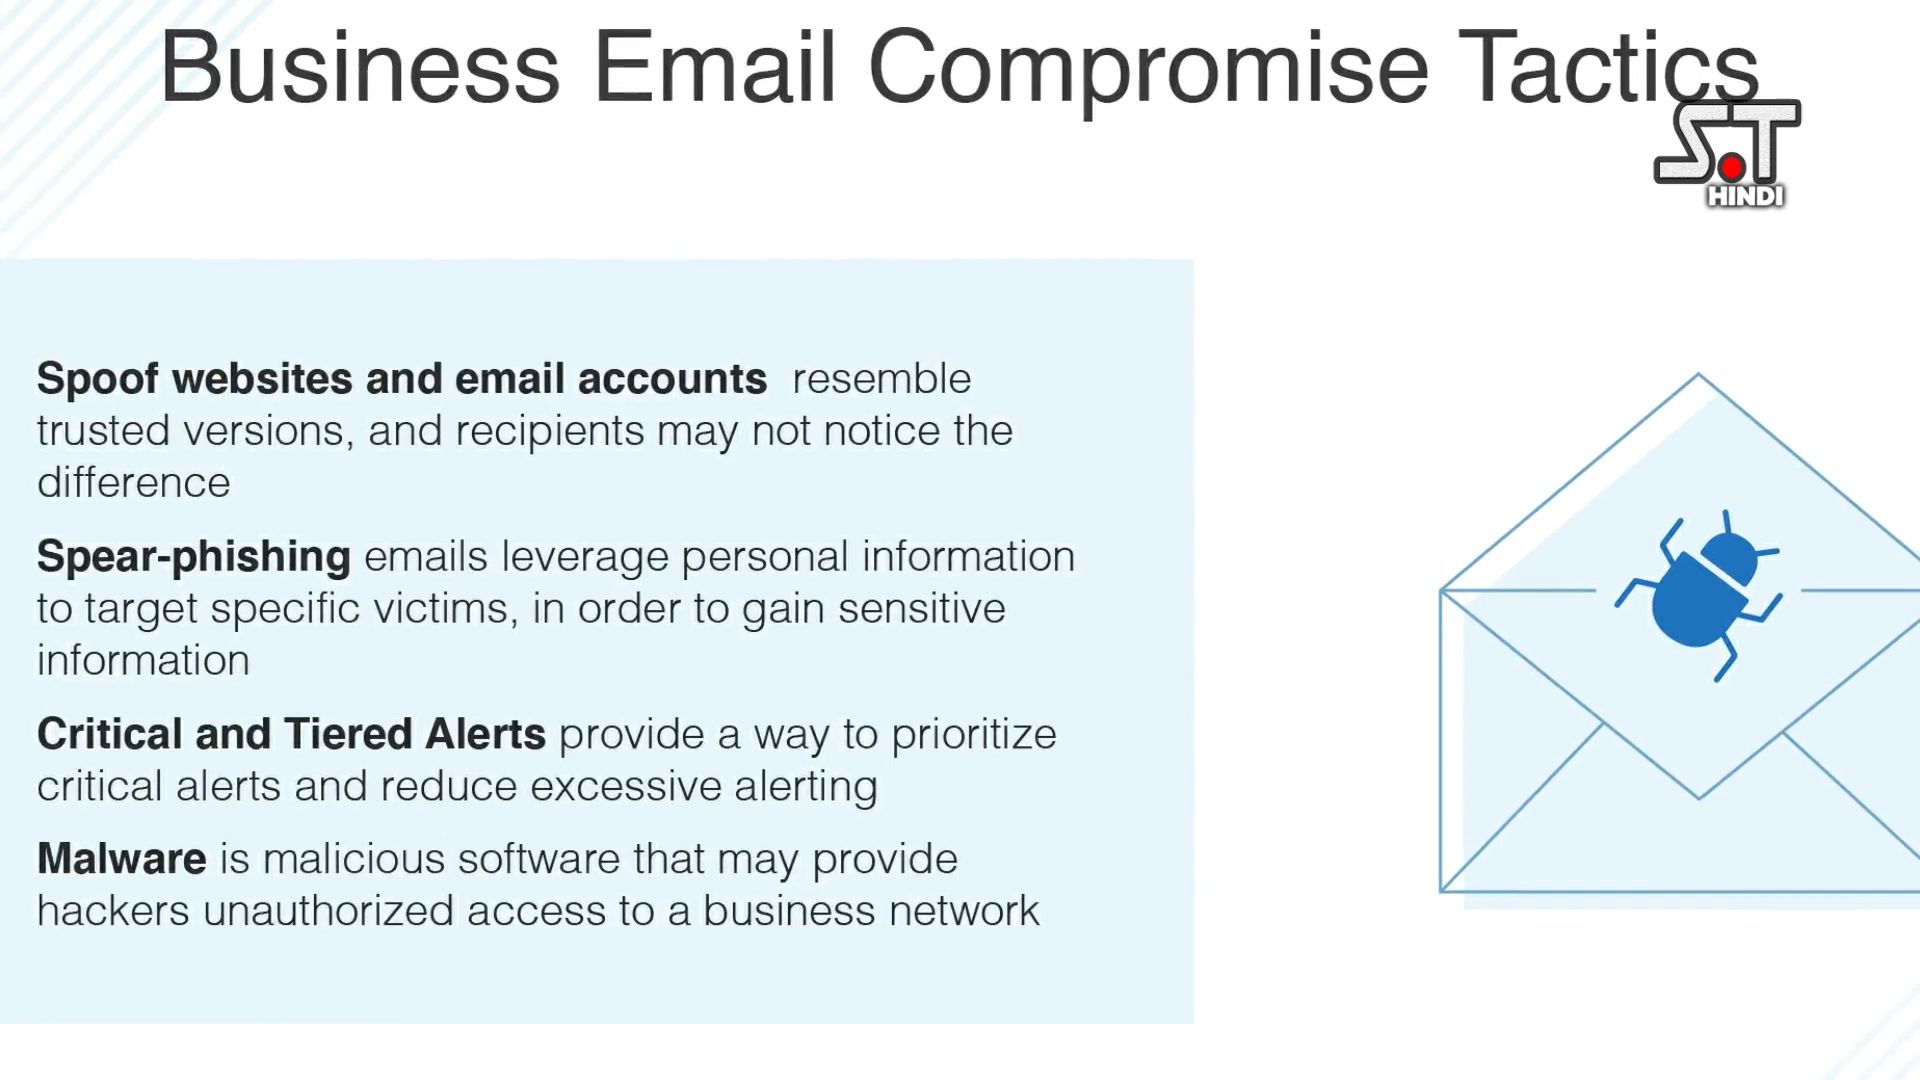 Business Email Compromise Tactics
S.T
HINDI
Spoof websites and email accounts resemble
trusted versions, and recipients may not notice the
difference
Spear-phishing emails leverage personal information
to target specific victims, in order to gain sensitive
information
Critical and Tiered Alerts provide a way to prioritize
critical alerts and reduce excessive alerting
Malware is malicious software that may provide
hackers unauthorized access to a business network